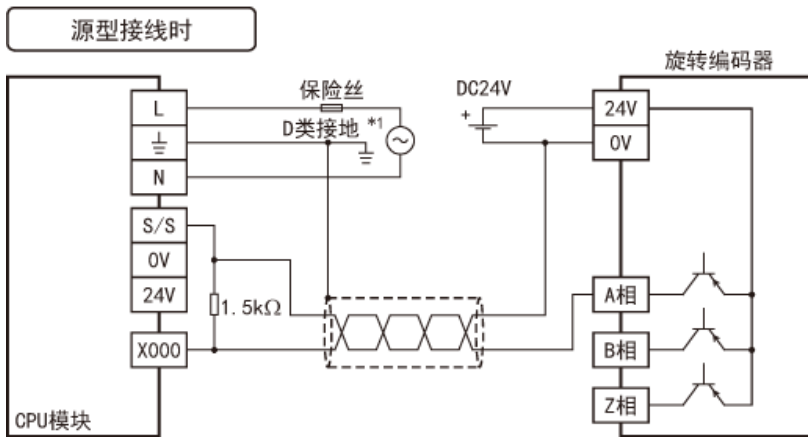 源型接线时
旋转编码器
保险丝
DC24V
L
24V
D类接地 *1
+
0V
N
S/S
0V
24V
1.5kΩ
A相
X000
B相
Z相
CPU模块